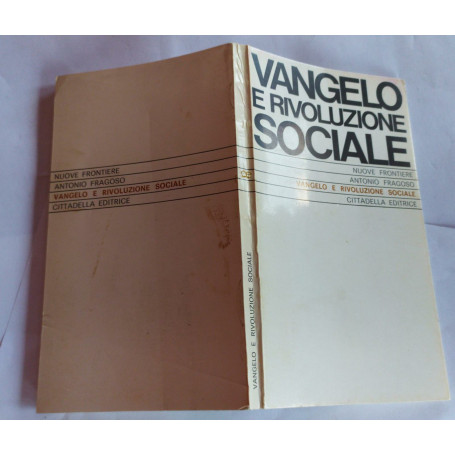 VANGELO
E RIVOLUZIONE
SOCIALE
NUOVE FRONTIERE
ANTONIO FRAGOSO
VANGELO E RIVOLUZIONE SOCIALE
CITTADELLA EDITRICE
VANGELO E RIVOLUZIONE SOCIALE
NUOVE FRONTIERE
ANTONIO FRAGOSO
VANGELO E RIVOLUZIONE SOCIALE
CITTADELLA EDITRICE